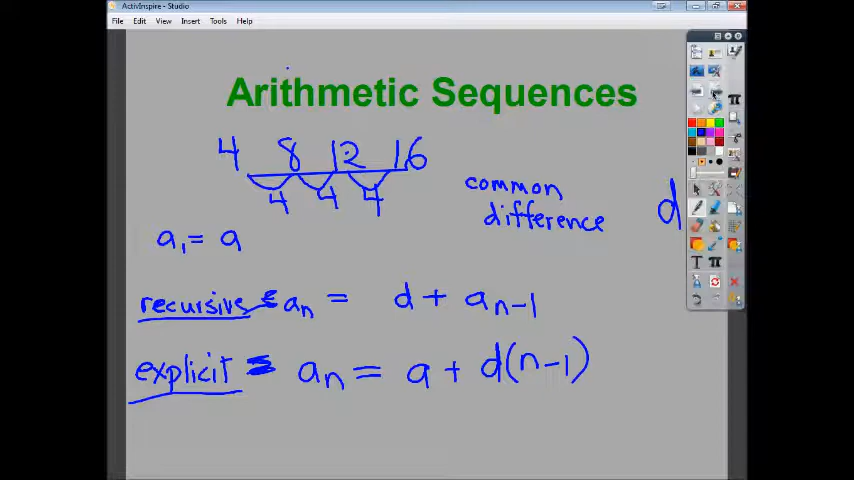 ActivInspire - Studio
File Edit View Insert Tools Help
Arithmetic Sequences
4 8 12 16
4 4 4
common
difference
d
a₁ = a
recursive aₙ = d + aₙ₋₁
explicit aₙ = a + d(n-1)